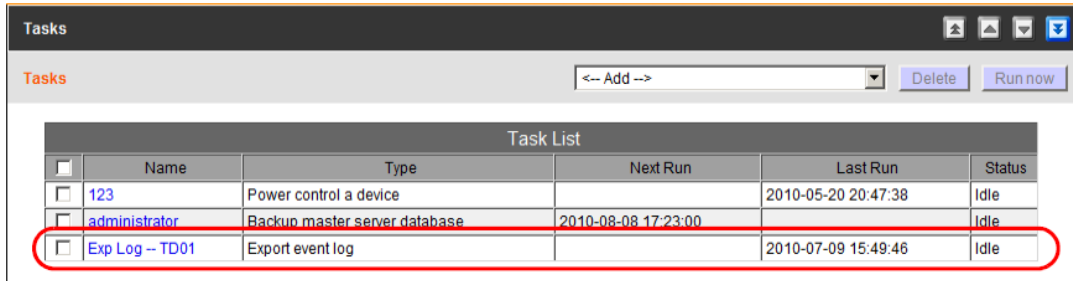 Tasks
Tasks <-- Add --> Delete Run now
Task List
Name Type Next Run Last Run Status
123 Power control a device 2010-05-20 20:47:38 Idle
administrator Backup master server database 2010-08-08 17:23:00 Idle
Exp Log -- TD01 Export event log 2010-07-09 15:49:46 Idle